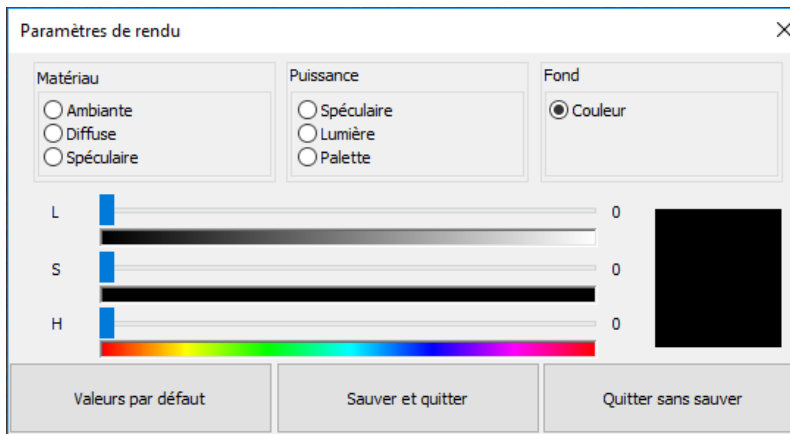 Paramètres de rendu
Matériau
Ambiante
Diffuse
Spéculaire
Puissance
Spéculaire
Lumière
Palette
Fond
Couleur
L 0
S 0
H 0
Valeurs par défaut
Sauver et quitter
Quitter sans sauver